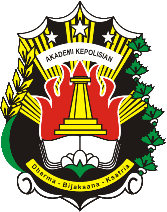 AKADEMI KEPOLISIAN
Dharma - Bijaksana - Ksatria